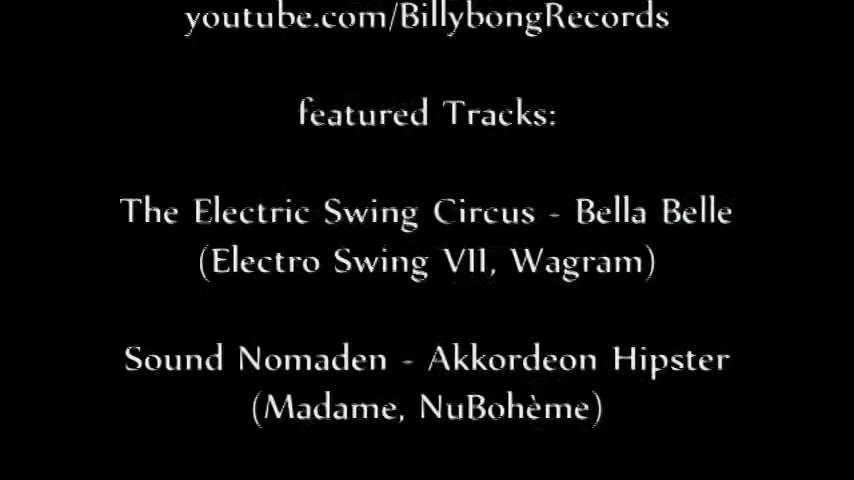 youtube.com/BillybongRecords
featured Tracks:
The Electric Swing Circus - Bella Belle
(Electro Swing VII, Wagram)
Sound Nomaden - Akkordeon Hipster
(Madame, NuBohème)